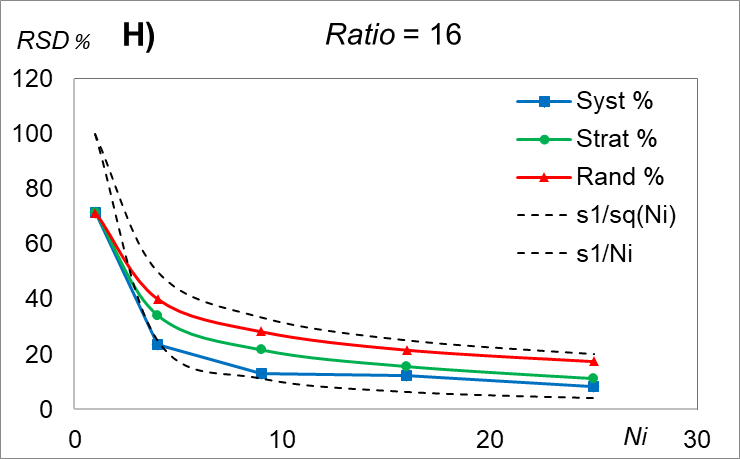 RSD % H) Ratio = 16
120
100
80
60
40
20
0
Syst %
Strat %
Rand %
s1/sq(Ni)
s1/Ni
0 10 20 Ni 30